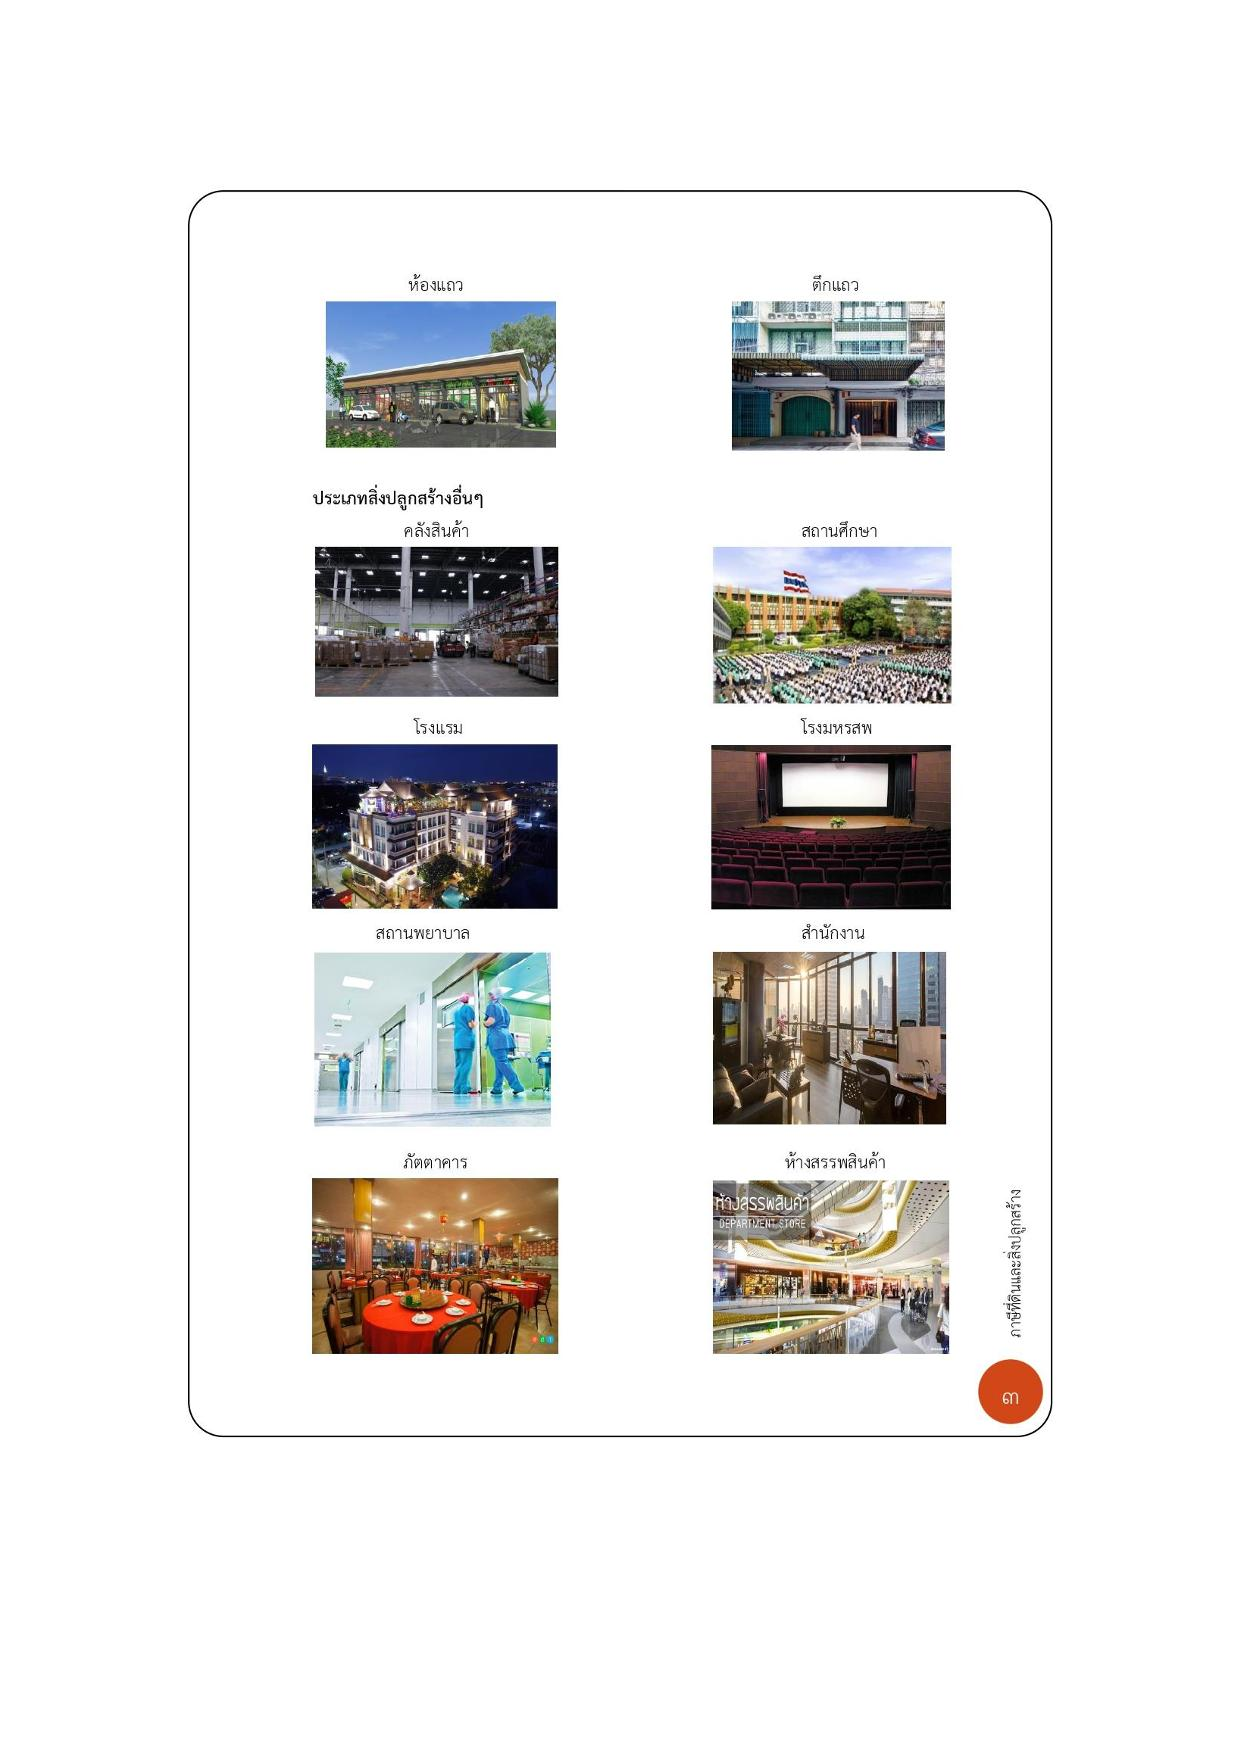 ห้องแถว
ตึกแถว
ประเภทสิ่งปลูกสร้างอื่นๆ
คลังสินค้า
สถานศึกษา
โรงแรม
โรงมหรสพ
สถานพยาบาล
สำนักงาน
ภัตตาคาร
ห้างสรรพสินค้า
ห้างสรรพสินค้า
DEPARTMENT STORE
ภาษีที่ดินและสิ่งปลูกสร้าง
๓